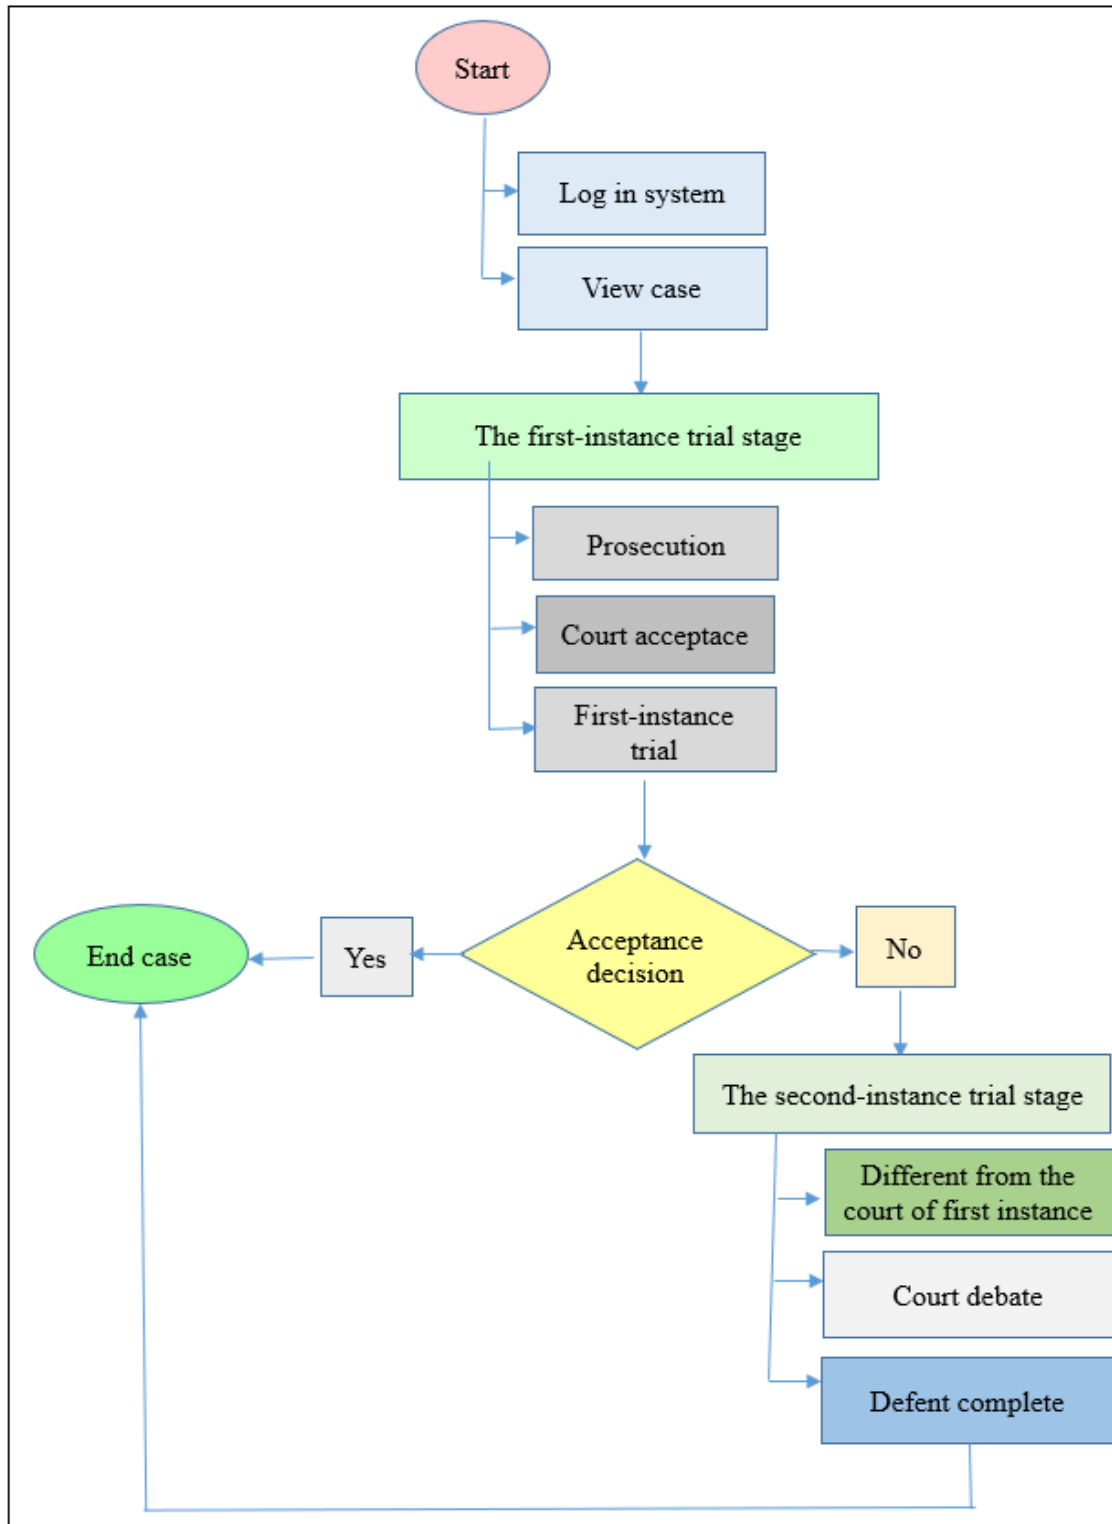 Start
Log in system
View case
The first-instance trial stage
Prosecution
Court acceptace
First-instance
trial
Acceptance
decision
End case
Yes
No
The second-instance trial stage
Different from the
court of first instance
Court debate
Defent complete